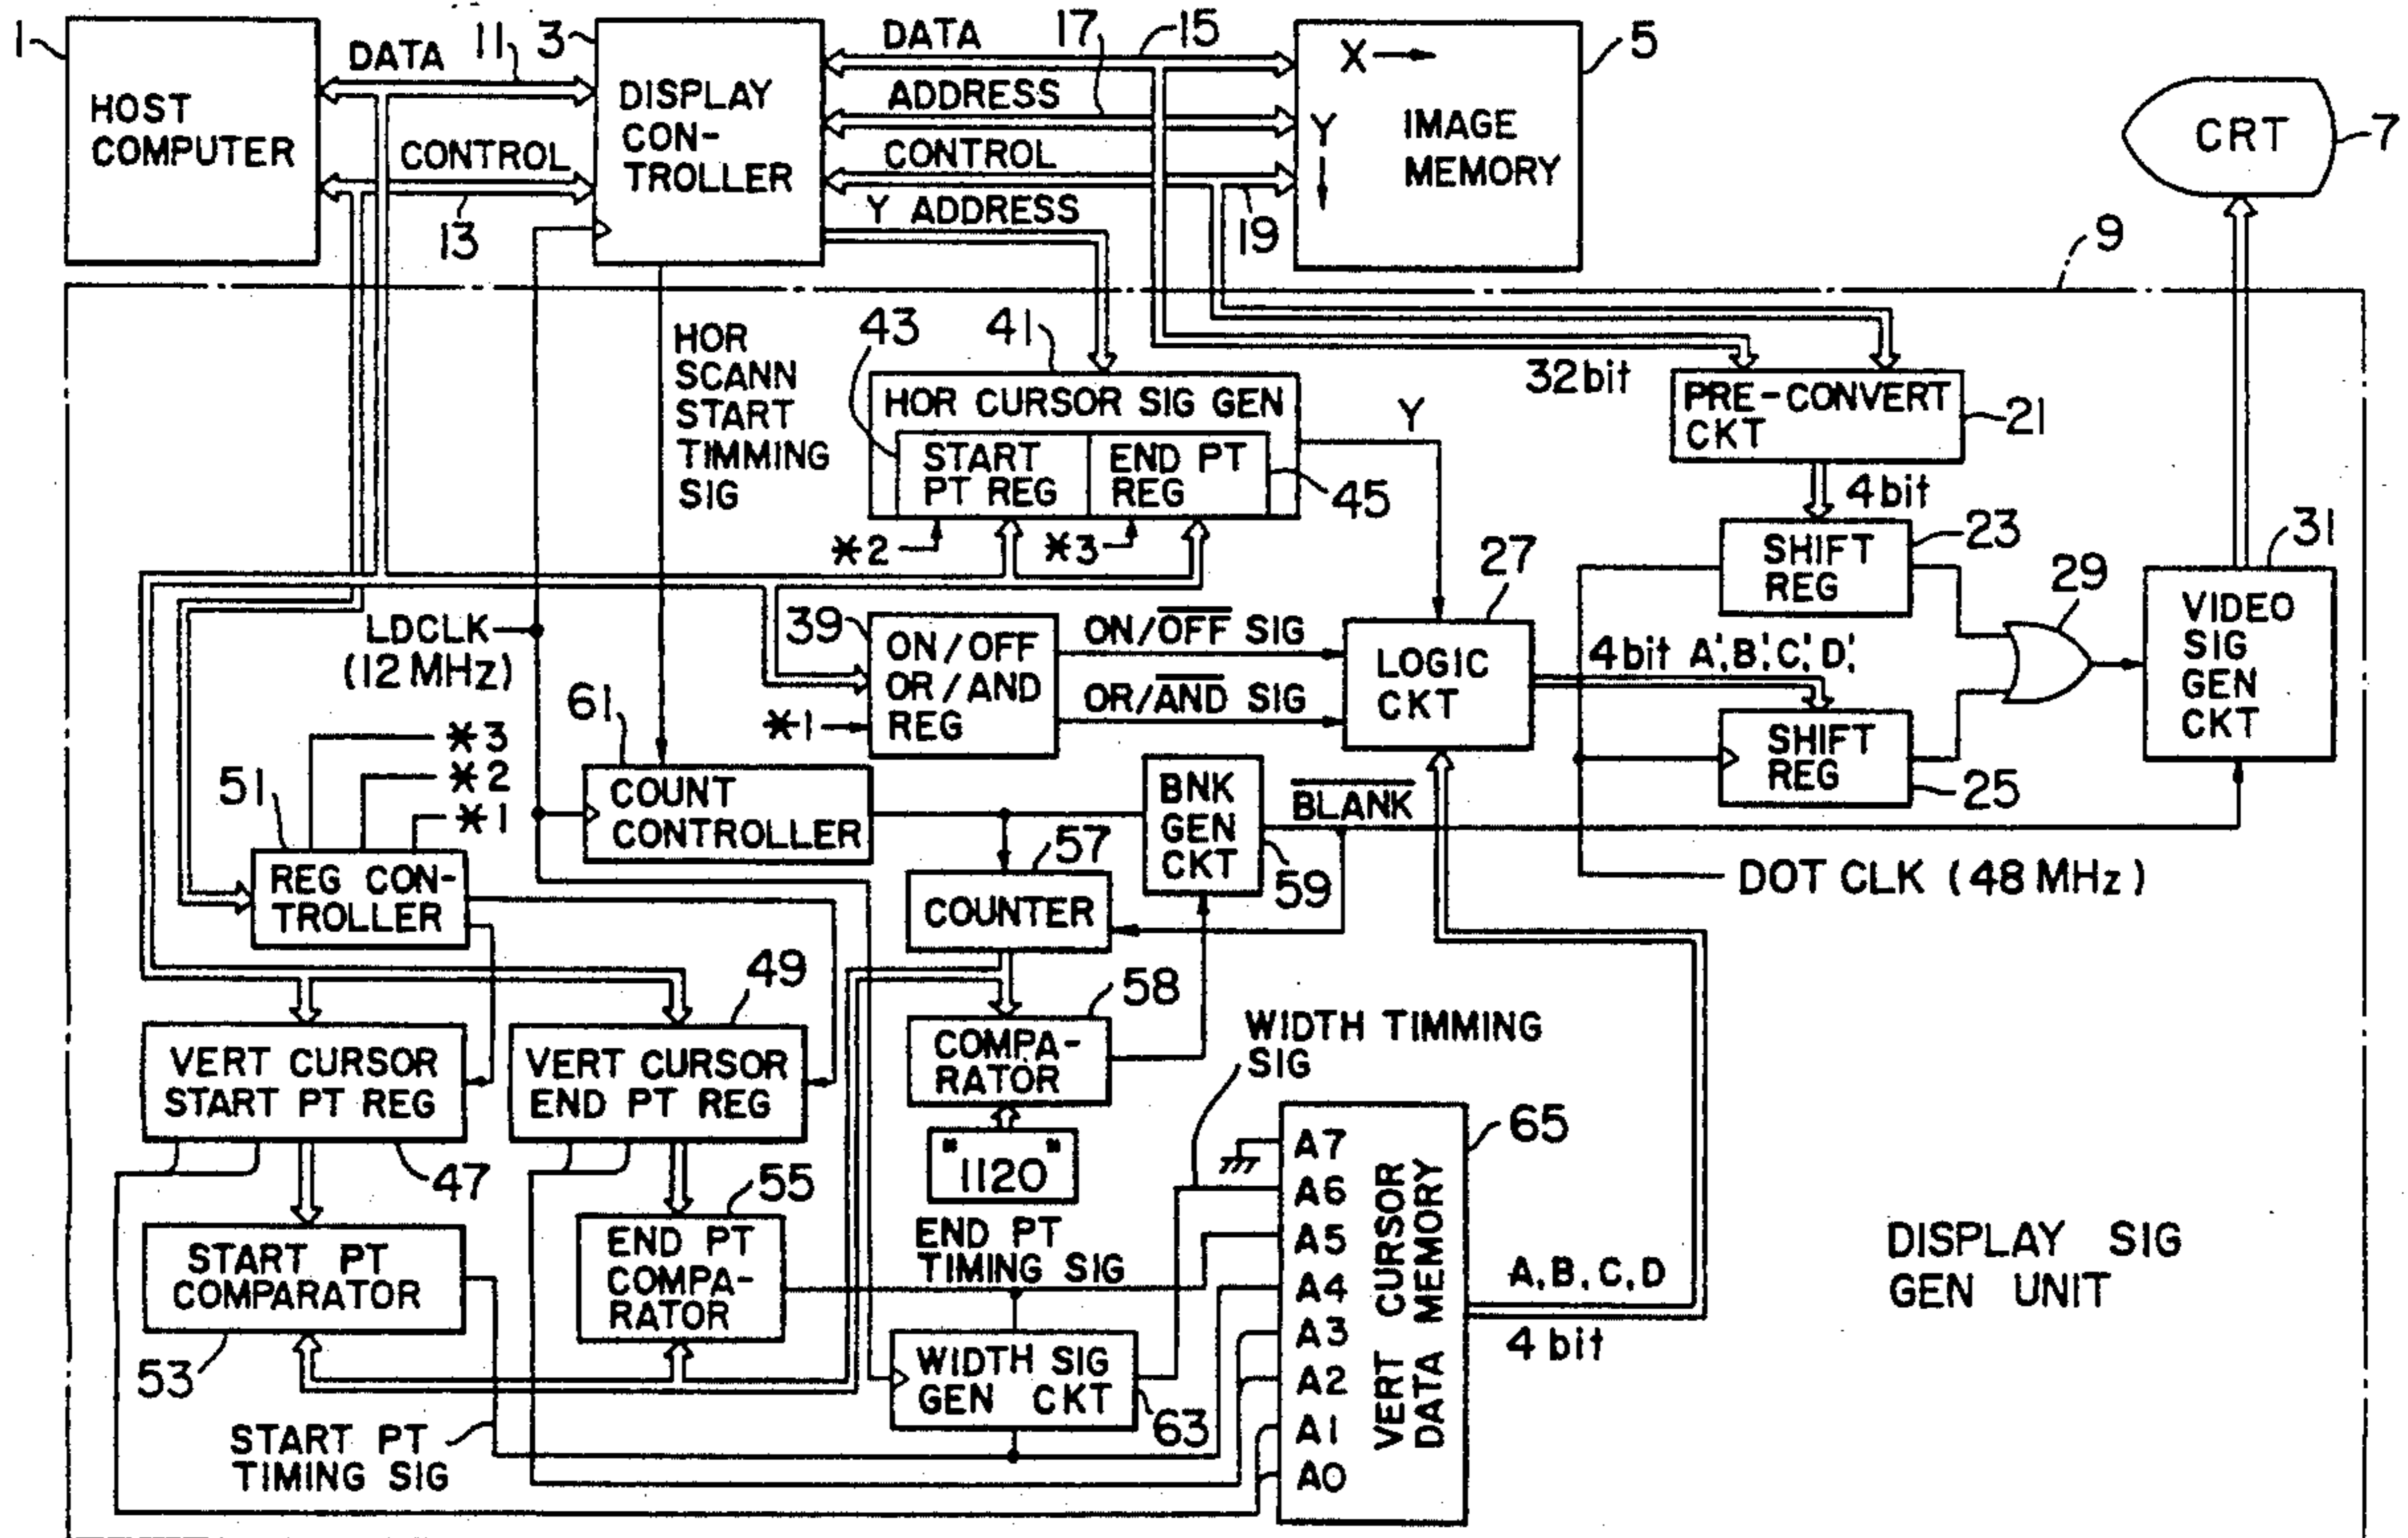 1
HOST
COMPUTER
DATA
11
CONTROL
13
3
DISPLAY
CON-
TROLLER
DATA
17
15
ADDRESS
CONTROL
Y ADDRESS
19
X
Y
IMAGE
MEMORY
5
CRT
7
9
HOR
SCANN
START
TIMMING
SIG
43
41
HOR CURSOR SIG GEN
START
PT REG
END PT
REG
45
*2
*3
Y
32bit
PRE-CONVERT
CKT
21
4bit
SHIFT
REG
23
29
31
VIDEO
SIG
GEN
CKT
LDCLK
(12 MHz)
39
ON/OFF
OR/AND
REG
*1
ON/OFF SIG
OR/AND SIG
27
LOGIC
CKT
4bit A',B',C',D',
SHIFT
REG
25
61
COUNT
CONTROLLER
BNK
GEN
CKT
59
BLANK
DOT CLK (48 MHz)
*3
*2
*1
51
REG CON-
TROLLER
57
COUNTER
58
COMPA-
RATOR
"1120"
49
VERT CURSOR
START PT REG
47
VERT CURSOR
END PT REG
55
START PT
COMPARATOR
53
END PT
COMPA-
RATOR
END PT
TIMING SIG
WIDTH TIMMING
SIG
START PT
TIMING SIG
WIDTH SIG
GEN CKT
63
A7
A6
A5
A4
A3
A2
A1
A0
VERT CURSOR
DATA MEMORY
65
A, B, C, D
4 bit
DISPLAY SIG
GEN UNIT